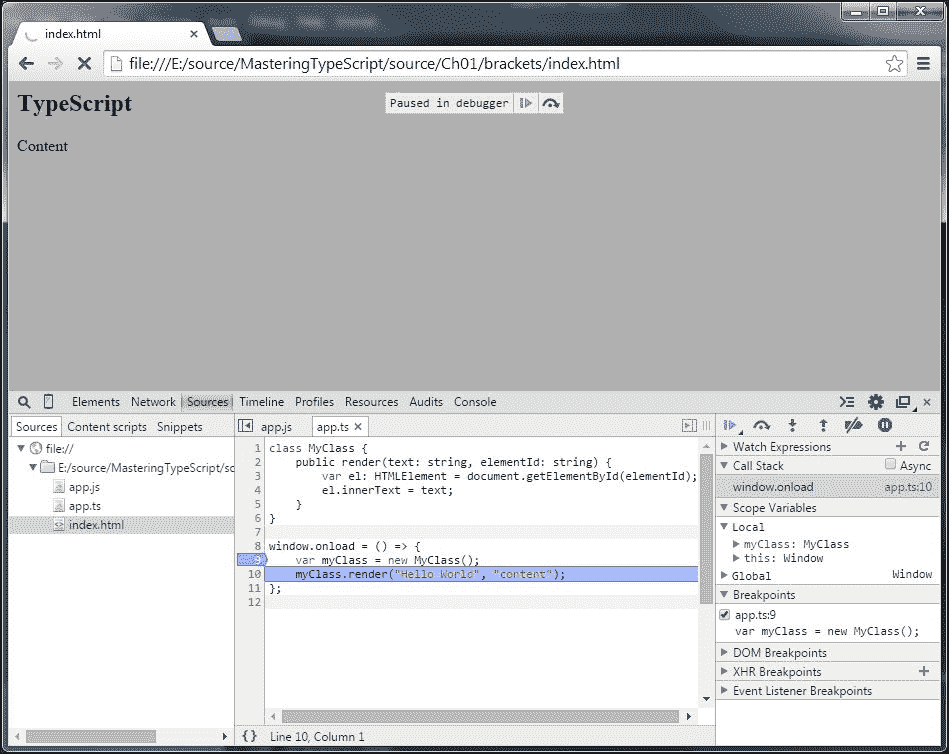 index.html
file:///E:/source/MasteringTypeScript/source/Ch01/brackets/index.html
TypeScript
Paused in debugger
Content
Elements Network Sources Timeline Profiles Resources Audits Console
Sources Content scripts Snippets
file://
E:/source/MasteringTypeScript/sc
app.js
app.ts
index.html
app.js app.ts
1 class MyClass {
2 public render(text: string, elementId: string) {
3 var el: HTMLElement = document.getElementById(elementId);
4 el.innerText = text;
5 }
6 }
7
8 window.onload = () => {
9 var myClass = new MyClass();
10 myClass.render("Hello World", "content");
11 };
12
{} Line 10, Column 1
Watch Expressions
Call Stack Async
window.onload app.ts:10
Scope Variables
Local
myClass: MyClass
this: Window
Global Window
Breakpoints
app.ts:9
var myClass = new MyClass();
DOM Breakpoints
XHR Breakpoints
Event Listener Breakpoints